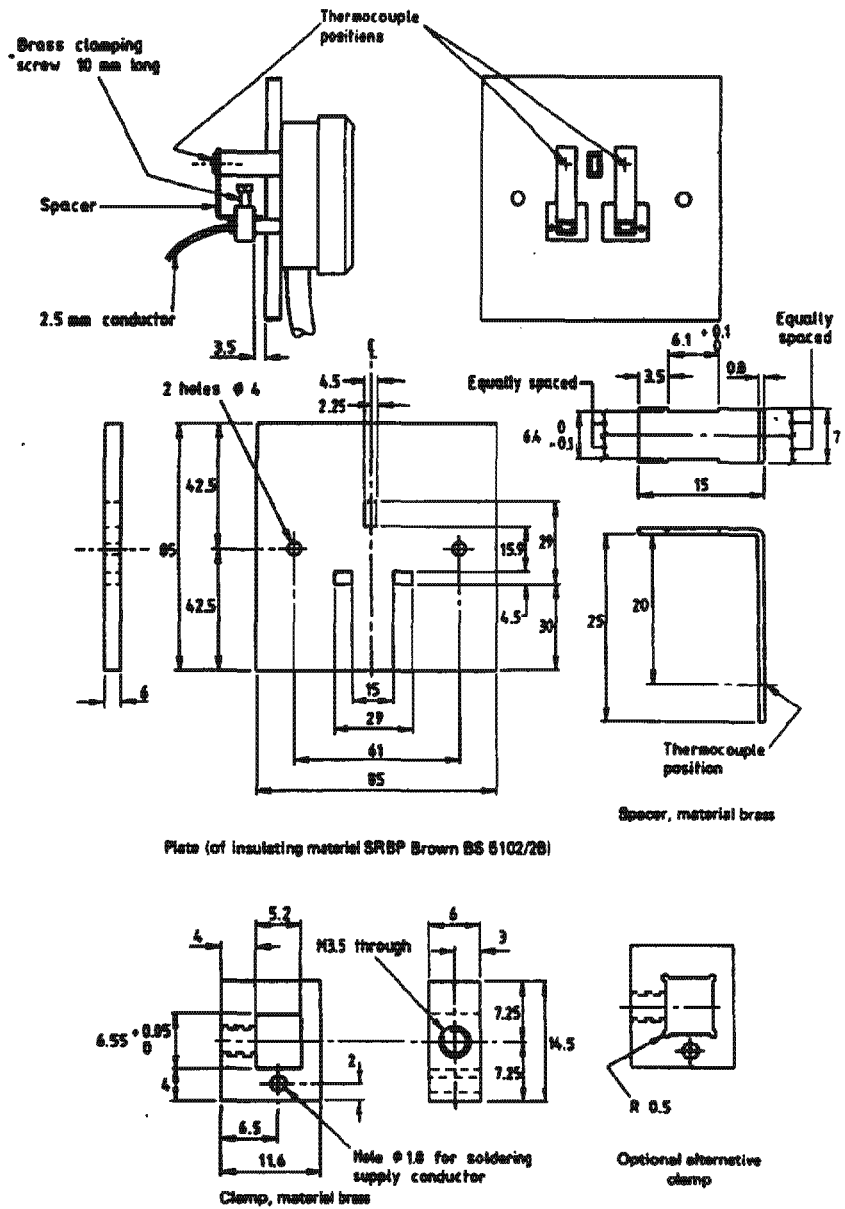 Thermocouple
positions
Brass clamping
screw 10 mm long
Spacer
2.5 mm conductor
3.5
℄
6.1 + 0.1
0
Equally
spaced
2 holes ϕ 4
4.5
2.25
Equally spaced
3.5
0.8
6.4 0
- 0.1
7
15
42.5
85
42.5
15.9
29
4.5
30
25
20
6
15
29
61
85
Thermocouple
position
Spacer, material brass
Plate (of insulating material SRBP Brown BS 6102/2B)
5.2
4
M3.5 through
6
3
6.55 + 0.05
0
7.25
14.5
4
2
7.25
6.5
11.6
R 0.5
Hole ϕ 1.8 for soldering
supply conductor
Clamp, material brass
Optional alternative
clamp